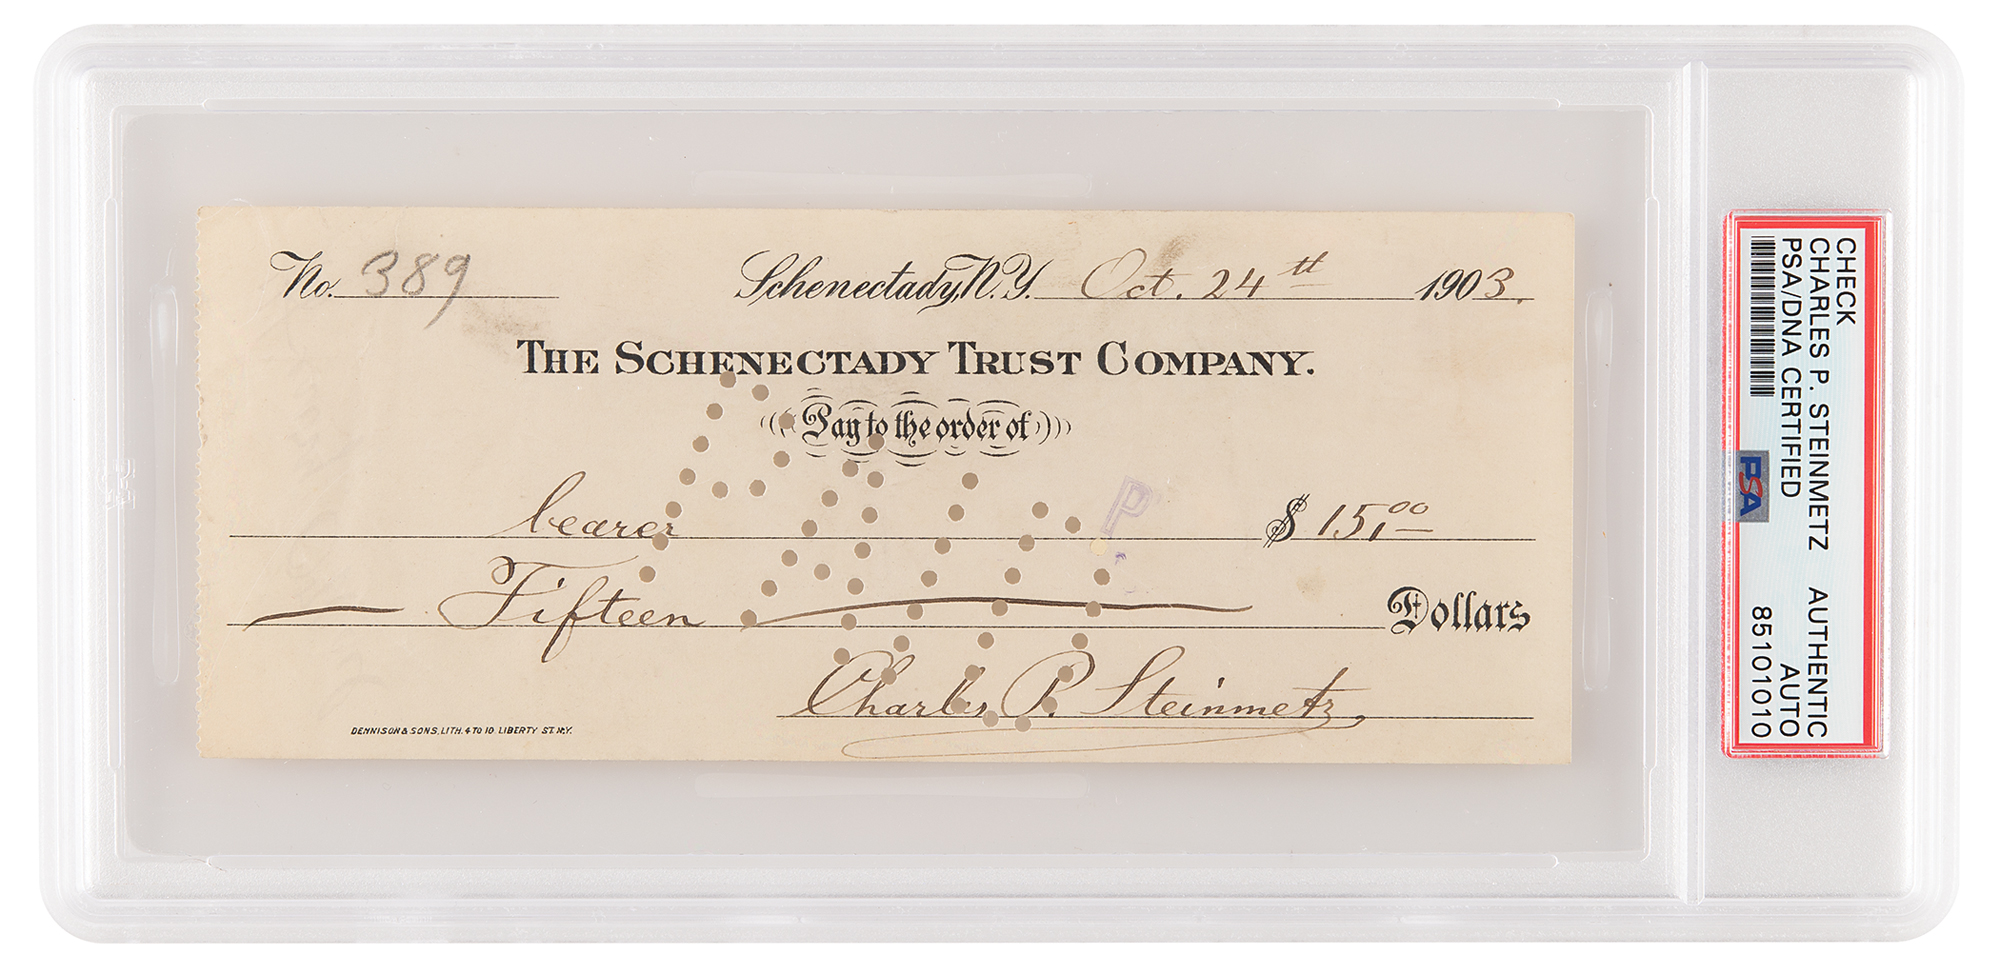 No. 389
Schenectady, N.Y. Oct. 24th 1903.
THE SCHENECTADY TRUST COMPANY.
Pay to the order of
bearer $ 15,00
Fifteen Dollars
Charles P. Steinmetz
DENNISON & SONS, LITH. 4 TO 10 LIBERTY ST. N.Y.
P
PAID
CHECK
CHARLES P. STEINMETZ AUTHENTIC
PSA/DNA CERTIFIED AUTO
85101010
PSA